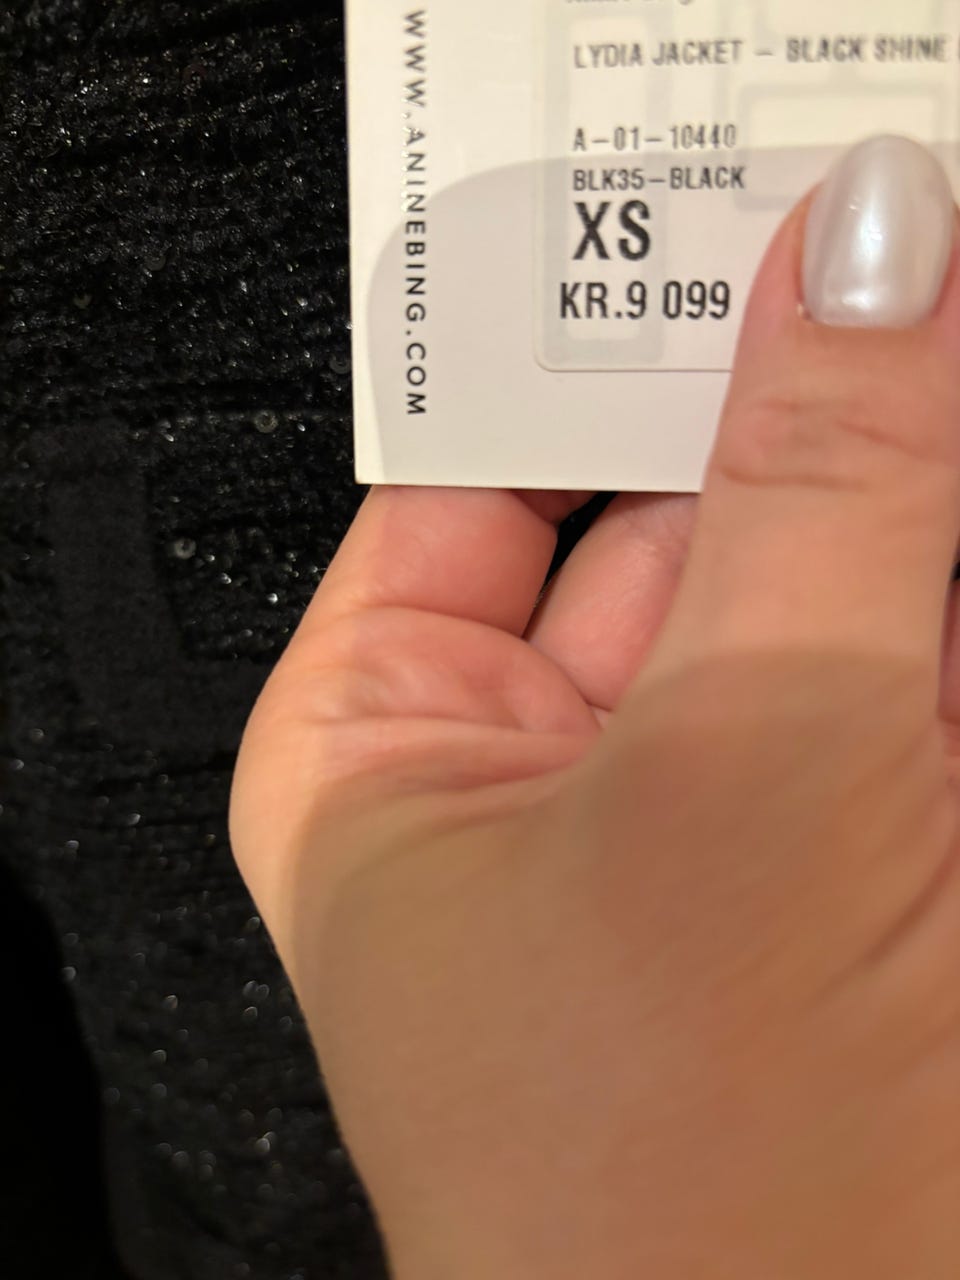 WWW.ANINEBING.COM
LYDIA JACKET – BLACK SHINE
A-01-10440
BLK35-BLACK
XS
KR.9 099